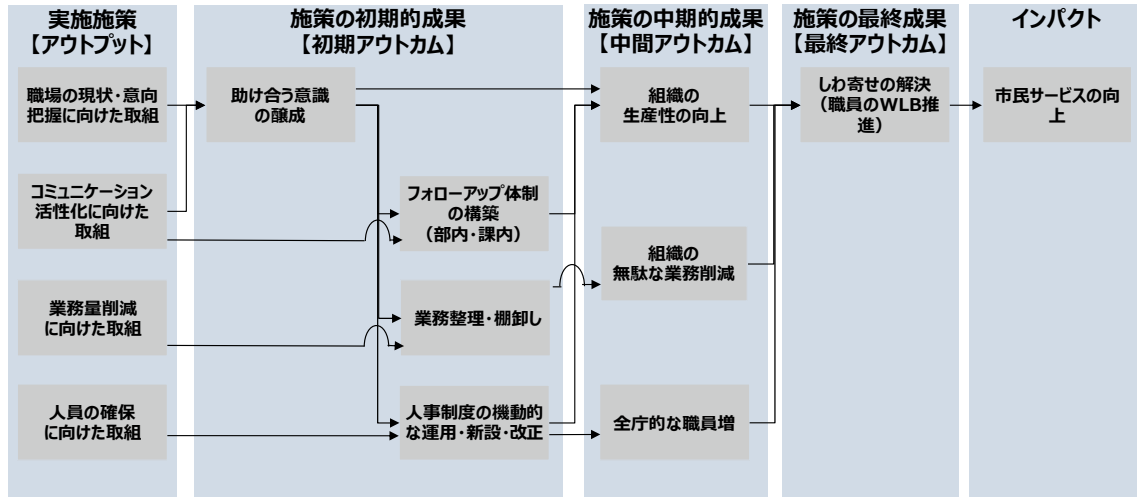 実施施策
【アウトプット】
施策の初期的成果
【初期アウトカム】
施策の中期的成果
【中間アウトカム】
施策の最終成果
【最終アウトカム】
インパクト
職場の現状・意向
把握に向けた取組
助け合う意識
の醸成
組織の
生産性の向上
しわ寄せの解決
（職員のWLB推
進）
市民サービスの向
上
コミュニケーション
活性化に向けた
取組
フォローアップ体制
の構築
（部内・課内）
組織の
無駄な業務削減
業務量削減
に向けた取組
業務整理・棚卸し
人員の確保
に向けた取組
人事制度の機動的
な運用・新設・改正
全庁的な職員増